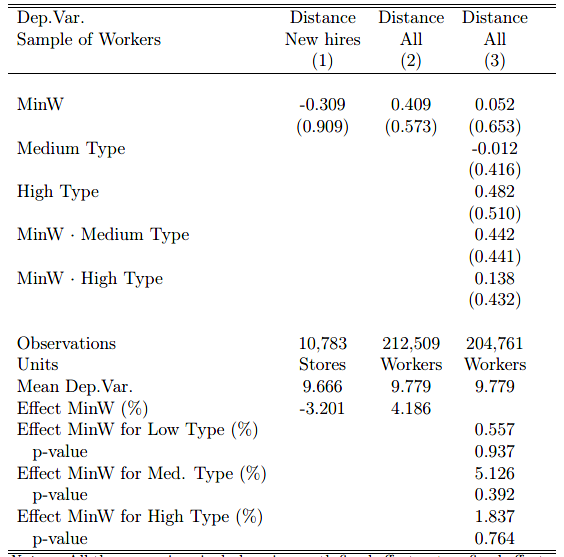 Dep.Var. Distance Distance Distance
Sample of Workers New hires All All
(1) (2) (3)
MinW -0.309 0.409 0.052
(0.909) (0.573) (0.653)
Medium Type -0.012
(0.416)
High Type 0.482
(0.510)
MinW · Medium Type 0.442
(0.441)
MinW · High Type 0.138
(0.432)
Observations 10,783 212,509 204,761
Units Stores Workers Workers
Mean Dep.Var. 9.666 9.779 9.779
Effect MinW (%) -3.201 4.186
Effect MinW for Low Type (%) 0.557
p-value 0.937
Effect MinW for Med. Type (%) 5.126
p-value 0.392
Effect MinW for High Type (%) 1.837
p-value 0.764